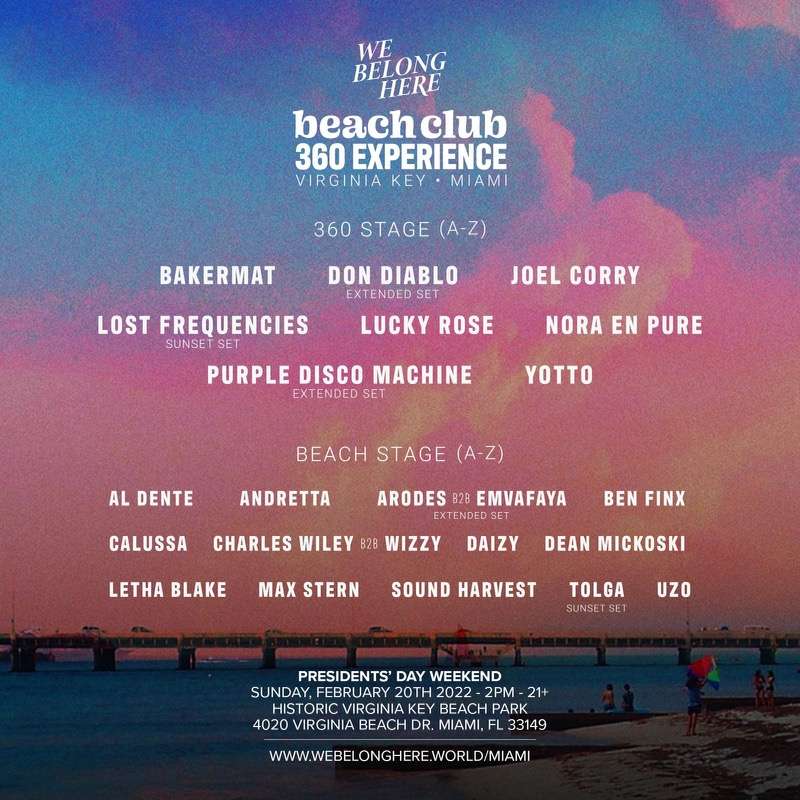 WE
BELONG
HERE
beach club
360 EXPERIENCE
VIRGINIA KEY • MIAMI
360 STAGE (A-Z)
BAKERMAT DON DIABLO JOEL CORRY
EXTENDED SET
LOST FREQUENCIES LUCKY ROSE NORA EN PURE
SUNSET SET
PURPLE DISCO MACHINE YOTTO
EXTENDED SET
BEACH STAGE (A-Z)
AL DENTE ANDRETTA ARODES B2B EMVAFAYA BEN FINX
EXTENDED SET
CALUSSA CHARLES WILEY B2B WIZZY DAIZY DEAN MICKOSKI
LETHA BLAKE MAX STERN SOUND HARVEST TOLGA UZO
SUNSET SET
PRESIDENTS' DAY WEEKEND
SUNDAY, FEBRUARY 20TH 2022 - 2PM - 21+
HISTORIC VIRGINIA KEY BEACH PARK
4020 VIRGINIA BEACH DR. MIAMI, FL 33149
WWW.WEBELONGHERE.WORLD/MIAMI